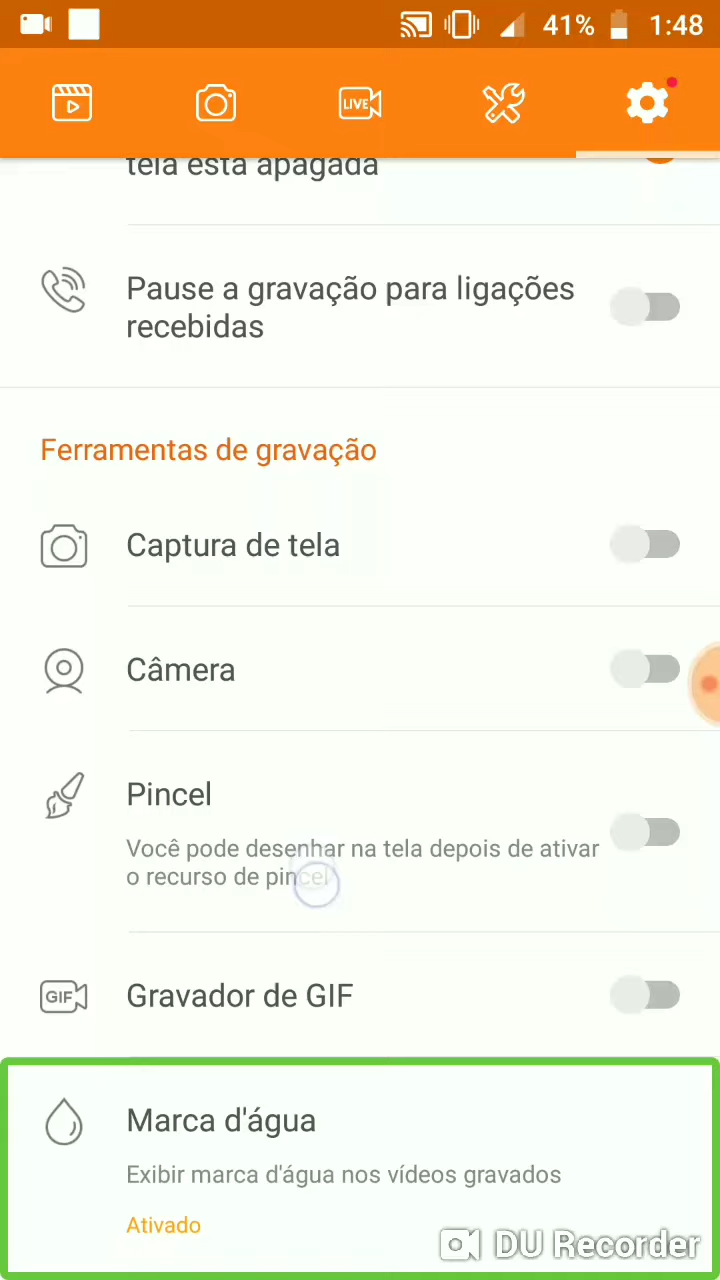 41% 1:48
LIVE
tela está apagada
Pause a gravação para ligações
recebidas
Ferramentas de gravação
Captura de tela
Câmera
Pincel
Você pode desenhar na tela depois de ativar
o recurso de pincel
GIF
Gravador de GIF
Marca d'água
Exibir marca d'água nos vídeos gravados
Ativado
DU Recorder